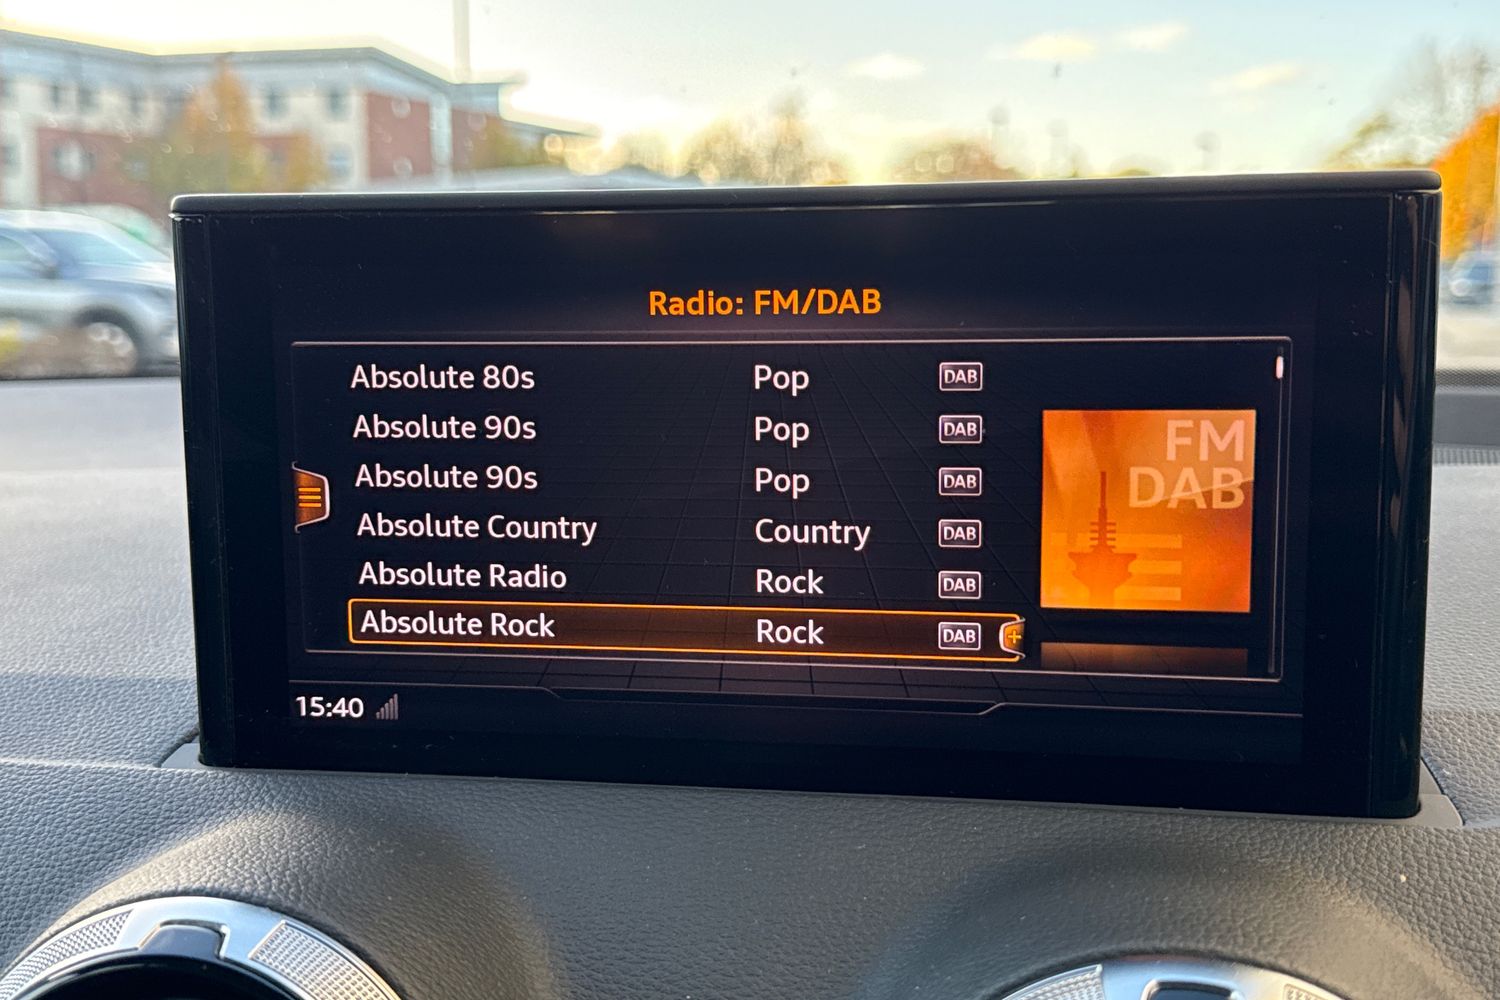 Radio: FM/DAB
Absolute 80s Pop DAB
Absolute 90s Pop DAB
Absolute 90s Pop DAB
Absolute Country Country DAB
Absolute Radio Rock DAB
Absolute Rock Rock DAB
FM
DAB
15:40